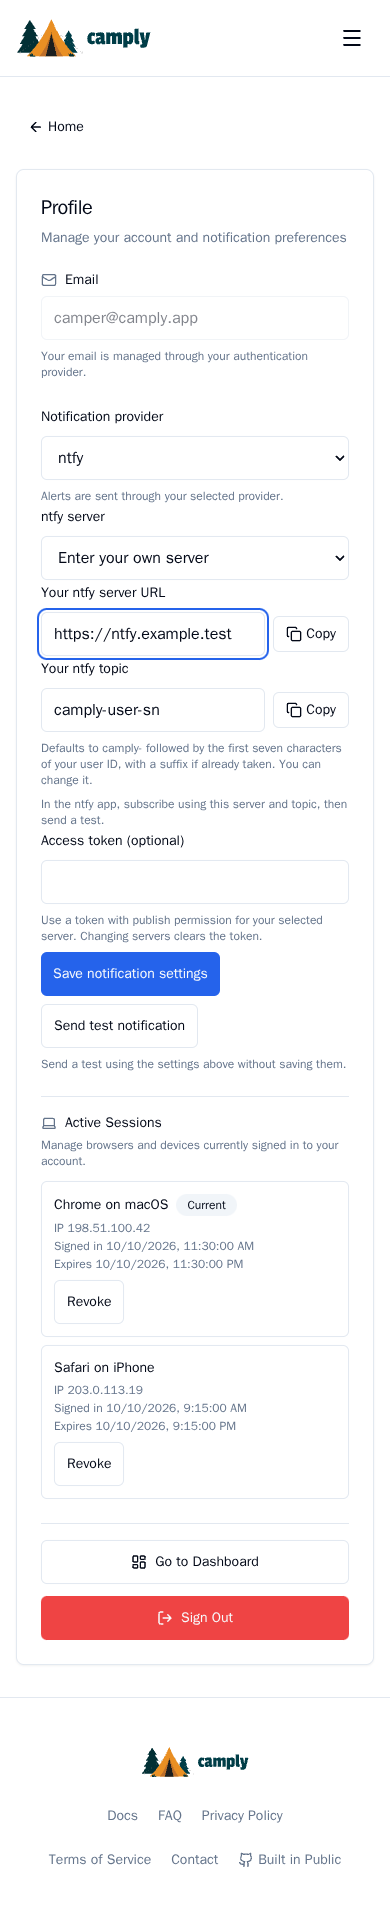 camply
Home
Profile
Manage your account and notification preferences
Email
camper@camply.app
Your email is managed through your authentication
provider.
Notification provider
ntfy
Alerts are sent through your selected provider.
ntfy server
Enter your own server
Your ntfy server URL
https://ntfy.example.test
Copy
Your ntfy topic
camply-user-sn
Copy
Defaults to camply- followed by the first seven characters
of your user ID, with a suffix if already taken. You can
change it.
In the ntfy app, subscribe using this server and topic, then
send a test.
Access token (optional)
Use a token with publish permission for your selected
server. Changing servers clears the token.
Save notification settings
Send test notification
Send a test using the settings above without saving them.
Active Sessions
Manage browsers and devices currently signed in to your
account.
Chrome on macOS Current
IP 198.51.100.42
Signed in 10/10/2026, 11:30:00 AM
Expires 10/10/2026, 11:30:00 PM
Revoke
Safari on iPhone
IP 203.0.113.19
Signed in 10/10/2026, 9:15:00 AM
Expires 10/10/2026, 9:15:00 PM
Revoke
Go to Dashboard
Sign Out
camply
Docs FAQ Privacy Policy
Terms of Service Contact Built in Public